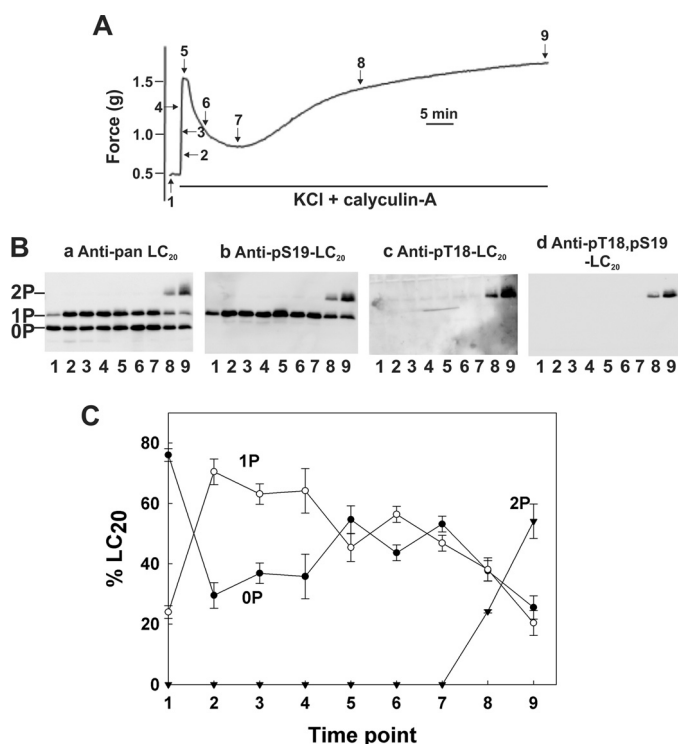 A
5
9
8
1.5
4
6
7
Force (g)
1.0
3
2
5 min
0.5
1
KCl + calyculin-A
B
a Anti-pan LC20
b Anti-pS19-LC20
c Anti-pT18-LC20
d Anti-pT18,pS19
-LC20
2P
1P
0P
1 2 3 4 5 6 7 8 9
1 2 3 4 5 6 7 8 9
1 2 3 4 5 6 7 8 9
1 2 3 4 5 6 7 8 9
C
80
1P
2P
60
% LC20
40
0P
20
0
1 2 3 4 5 6 7 8 9
Time point